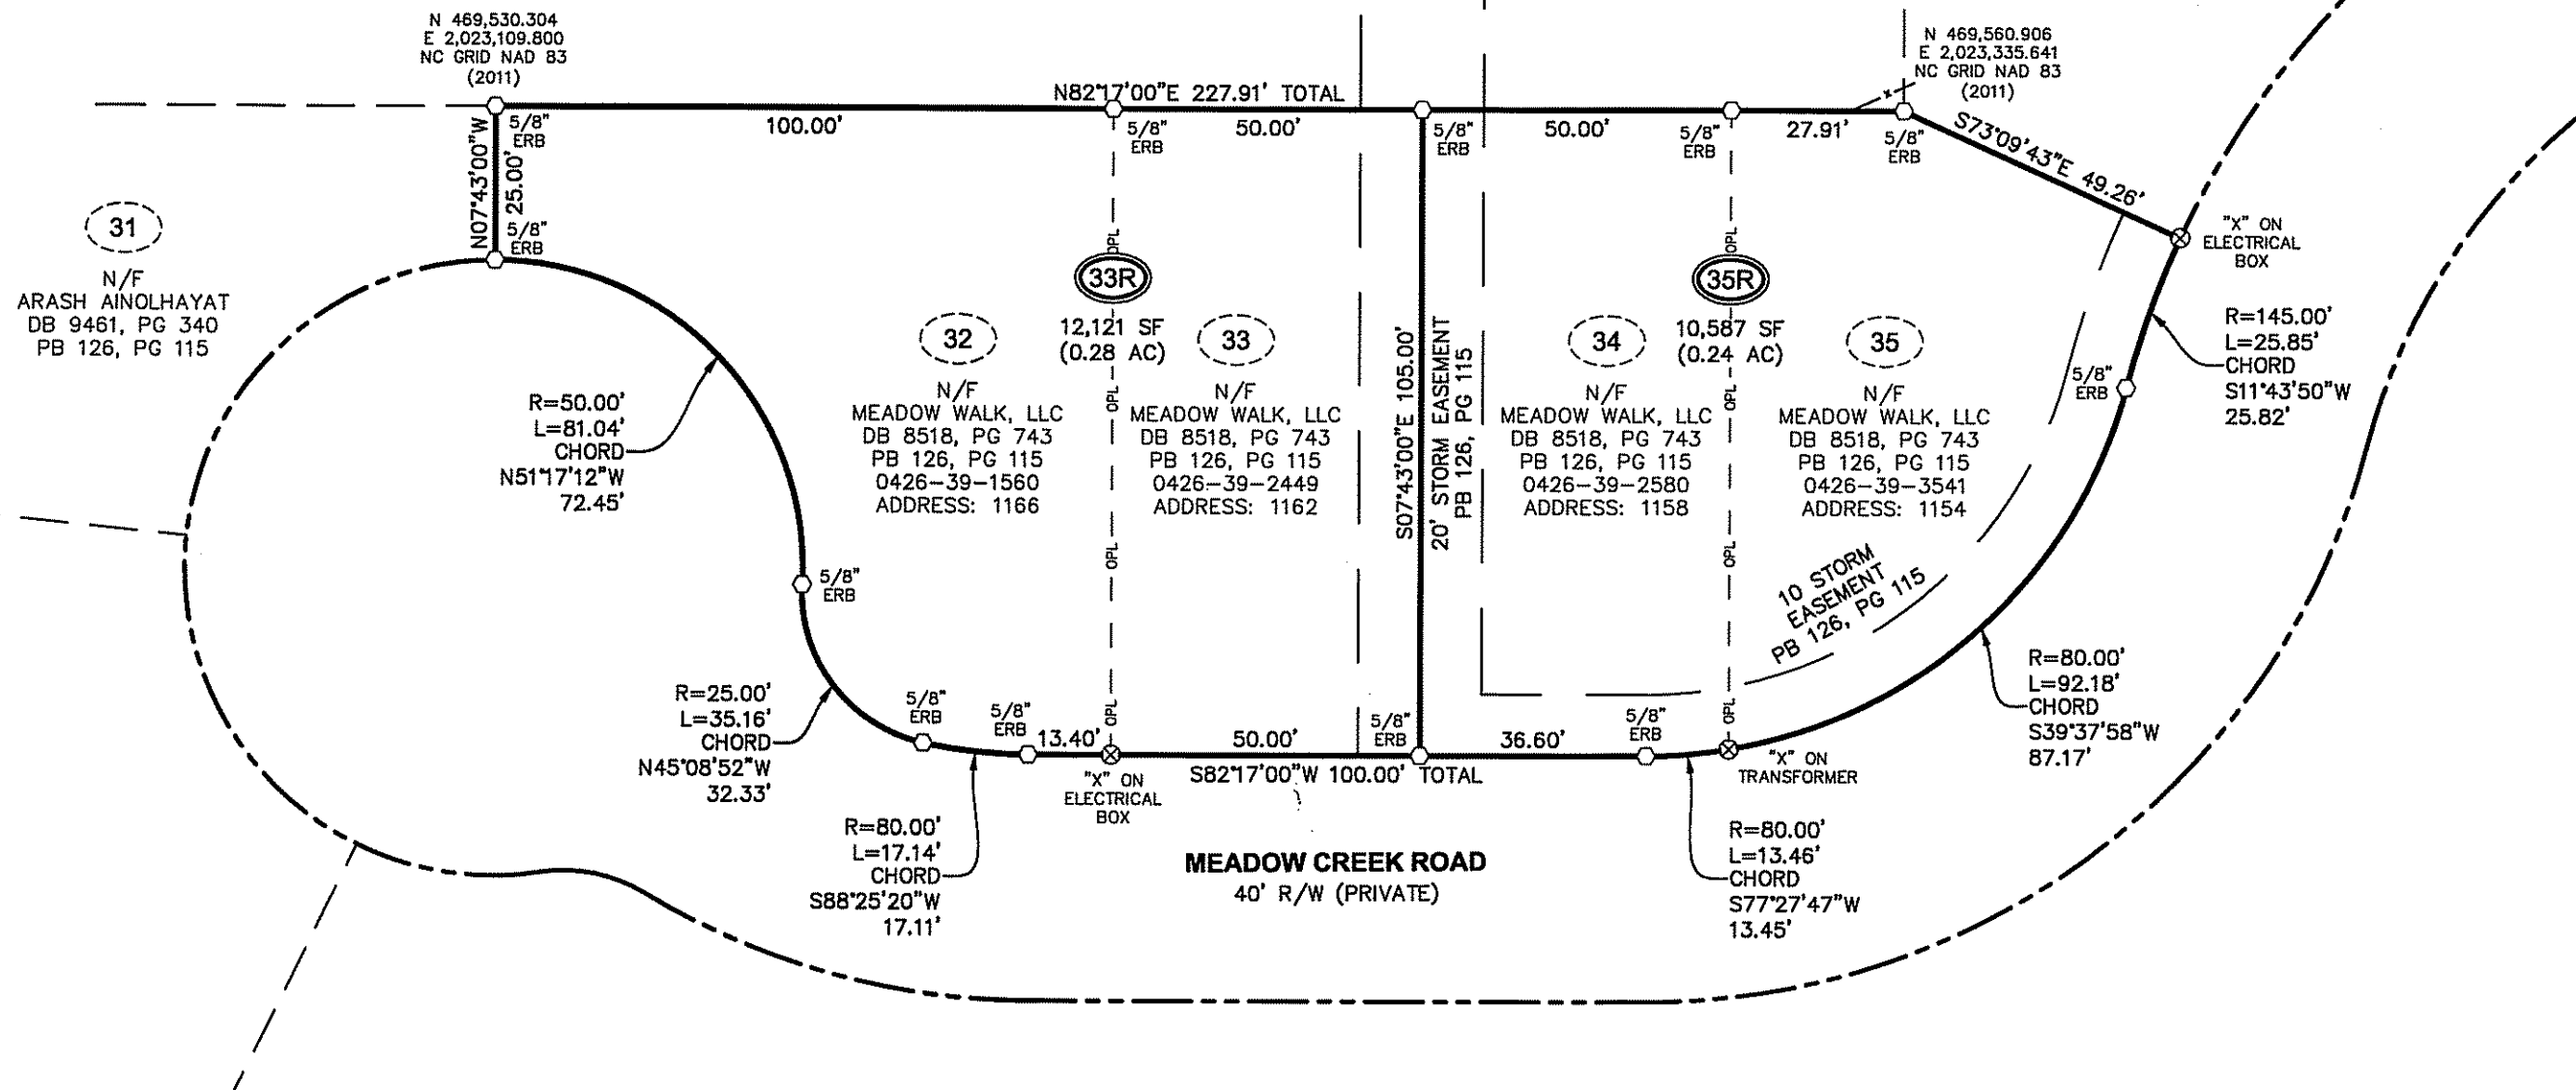 N 469,530.304
E 2,023,109.800
NC GRID NAD 83
(2011)
N 469,560.906
E 2,023,335.641
NC GRID NAD 83
(2011)
N82°17'00"E 227.91' TOTAL
100.00'
50.00'
50.00'
27.91'
5/8"
ERB
5/8"
ERB
5/8"
ERB
5/8"
ERB
5/8"
ERB
S73°09'43"E 49.26'
N07°43'00"W
25.00'
5/8"
ERB
"X" ON
ELECTRICAL
BOX
31
N/F
ARASH AINOLHAYAT
DB 9461, PG 340
PB 126, PG 115
OPL
33R
12,121 SF
(0.28 AC)
OPL
OPL
OPL
OPL
35R
10,587 SF
(0.24 AC)
OPL
OPL
OPL
32
N/F
MEADOW WALK, LLC
DB 8518, PG 743
PB 126, PG 115
0426-39-1560
ADDRESS: 1166
33
N/F
MEADOW WALK, LLC
DB 8518, PG 743
PB 126, PG 115
0426-39-2449
ADDRESS: 1162
S07°43'00"E 105.00'
20' STORM EASEMENT
PB 126, PG 115
34
N/F
MEADOW WALK, LLC
DB 8518, PG 743
PB 126, PG 115
0426-39-2580
ADDRESS: 1158
35
N/F
MEADOW WALK, LLC
DB 8518, PG 743
PB 126, PG 115
0426-39-3541
ADDRESS: 1154
R=145.00'
L=25.85'
CHORD
S11°43'50"W
25.82'
5/8"
ERB
R=50.00'
L=81.04'
CHORD
N51°17'12"W
72.45'
5/8"
ERB
10 STORM
EASEMENT
PB 126, PG 115
R=25.00'
L=35.16'
CHORD
N45°08'52"W
32.33'
5/8"
ERB
5/8"
ERB
13.40'
50.00'
5/8"
ERB
36.60'
5/8"
ERB
"X" ON
ELECTRICAL
BOX
S82°17'00"W 100.00' TOTAL
"X" ON
TRANSFORMER
R=80.00'
L=92.18'
CHORD
S39°37'58"W
87.17'
R=80.00'
L=17.14'
CHORD
S88°25'20"W
17.11'
MEADOW CREEK ROAD
40' R/W (PRIVATE)
R=80.00'
L=13.46'
CHORD
S77°27'47"W
13.45'